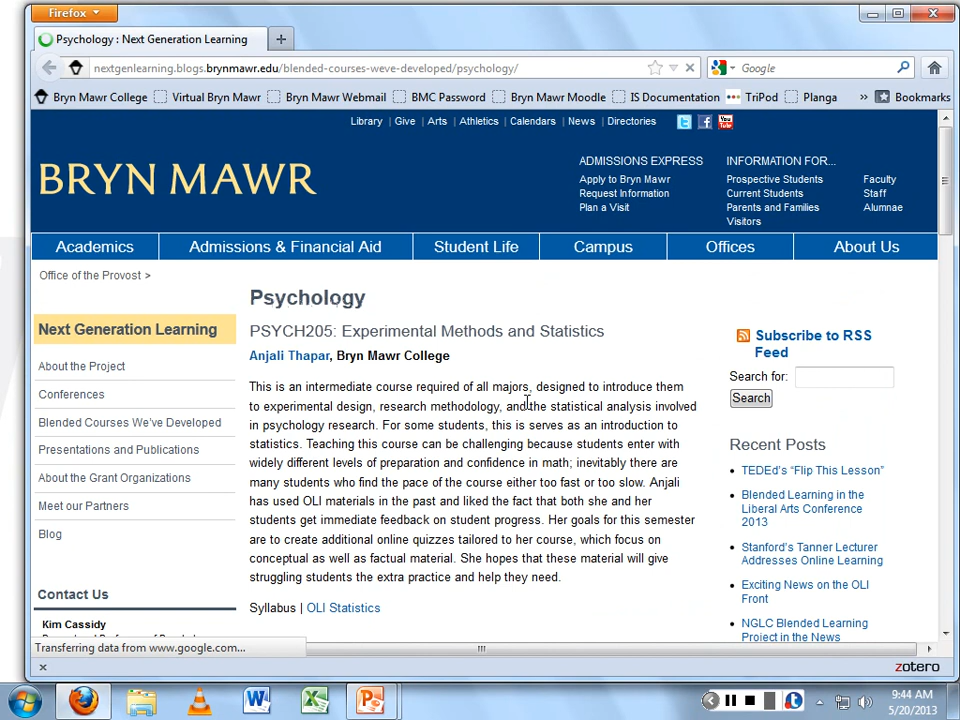 Firefox
Psychology : Next Generation Learning
nextgenlearning.blogs.brynmawr.edu/blended-courses-weve-developed/psychology/
Google
Bryn Mawr College Virtual Bryn Mawr Bryn Mawr Webmail BMC Password Bryn Mawr Moodle IS Documentation TriPod Planga » Bookmarks
Library | Give | Arts | Athletics | Calendars | News | Directories
You Tube
BRYN MAWR
ADMISSIONS EXPRESS
Apply to Bryn Mawr
Request Information
Plan a Visit
INFORMATION FOR...
Prospective Students
Current Students
Parents and Families
Visitors
Faculty
Staff
Alumnae
Academics Admissions & Financial Aid Student Life Campus Offices About Us
Office of the Provost >
Next Generation Learning
About the Project
Conferences
Blended Courses We've Developed
Presentations and Publications
About the Grant Organizations
Meet our Partners
Blog
Contact Us
Kim Cassidy
Psychology
PSYCH205: Experimental Methods and Statistics
Anjali Thapar, Bryn Mawr College
This is an intermediate course required of all majors, designed to introduce them
to experimental design, research methodology, and the statistical analysis involved
in psychology research. For some students, this is serves as an introduction to
statistics. Teaching this course can be challenging because students enter with
widely different levels of preparation and confidence in math; inevitably there are
many students who find the pace of the course either too fast or too slow. Anjali
has used OLI materials in the past and liked the fact that both she and her
students get immediate feedback on student progress. Her goals for this semester
are to create additional online quizzes tailored to her course, which focus on
conceptual as well as factual material. She hopes that these material will give
struggling students the extra practice and help they need.
Syllabus | OLI Statistics
Subscribe to RSS
Feed
Search for:
Search
Recent Posts
TEDEd's "Flip This Lesson"
Blended Learning in the
Liberal Arts Conference
2013
Stanford's Tanner Lecturer
Addresses Online Learning
Exciting News on the OLI
Front
NGLC Blended Learning
Project in the News
Transferring data from www.google.com...
zotero
9:44 AM
5/20/2013